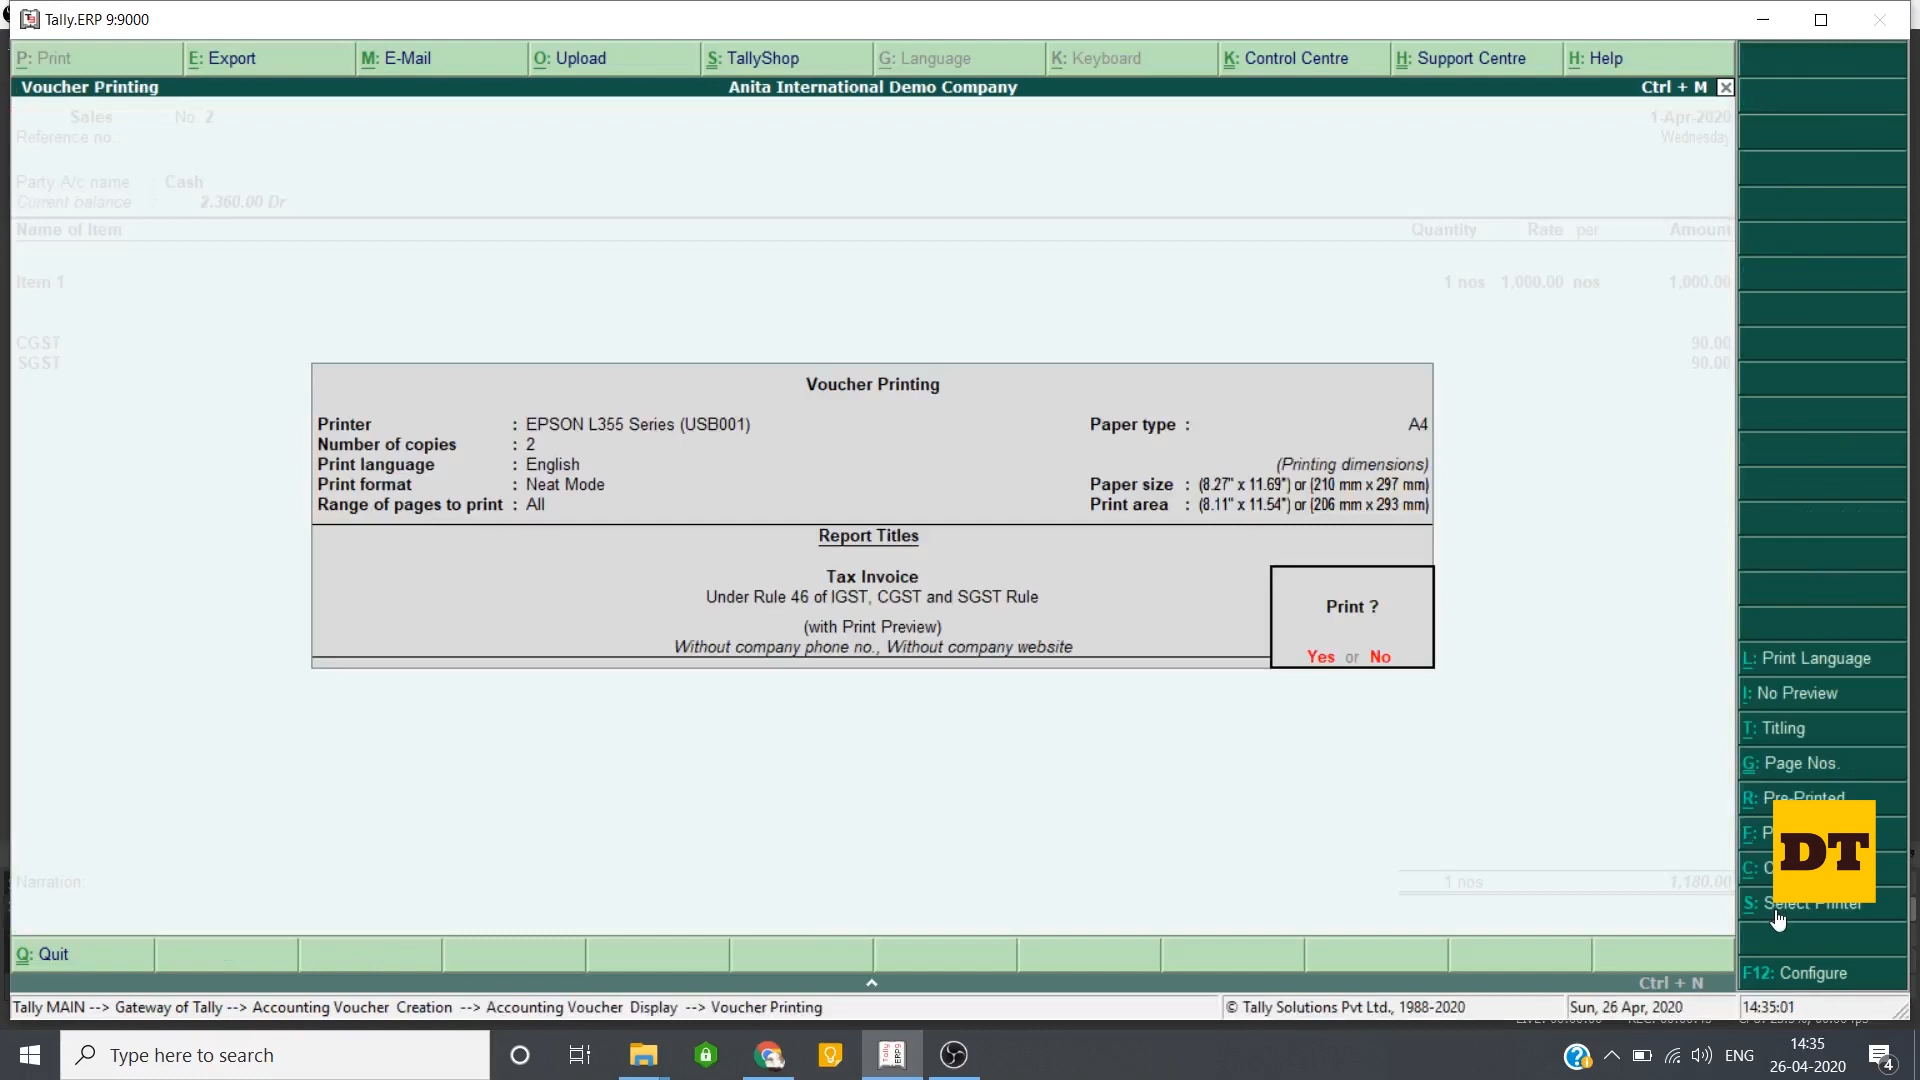 Tally.ERP 9:9000
P: Print E: Export M: E-Mail O: Upload S: TallyShop G: Language K: Keyboard K: Control Centre H: Support Centre H: Help
Voucher Printing Anita International Demo Company Ctrl + M
Sales No. 2 1-Apr-2020
Reference no.: Wednesday
Party A/c name : Cash
Current balance : 2,360.00 Dr
Name of Item Quantity Rate per Amount
Item 1 1 nos 1,000.00 nos 1,000.00
CGST 90.00
SGST 90.00
Voucher Printing
Printer : EPSON L355 Series (USB001) Paper type : A4
Number of copies : 2
Print language : English (Printing dimensions)
Print format : Neat Mode Paper size : (8.27" x 11.69") or (210 mm x 297 mm)
Range of pages to print : All Print area : (8.11" x 11.54") or (206 mm x 293 mm)
Report Titles
Tax Invoice
Under Rule 46 of IGST, CGST and SGST Rule
(with Print Preview)
Without company phone no., Without company website
Print ?
Yes or No
L: Print Language
I: No Preview
T: Titling
G: Page Nos.
R: Pre-Printed
F: P
C:
DT
S: Select Printer
F12: Configure
Narration: 1 nos 1,180.00
Q: Quit
Ctrl + N
Tally MAIN --> Gateway of Tally --> Accounting Voucher Creation --> Accounting Voucher Display --> Voucher Printing © Tally Solutions Pvt Ltd., 1988-2020 Sun, 26 Apr, 2020 14:35:01
Type here to search
ENG
14:35
26-04-2020
4